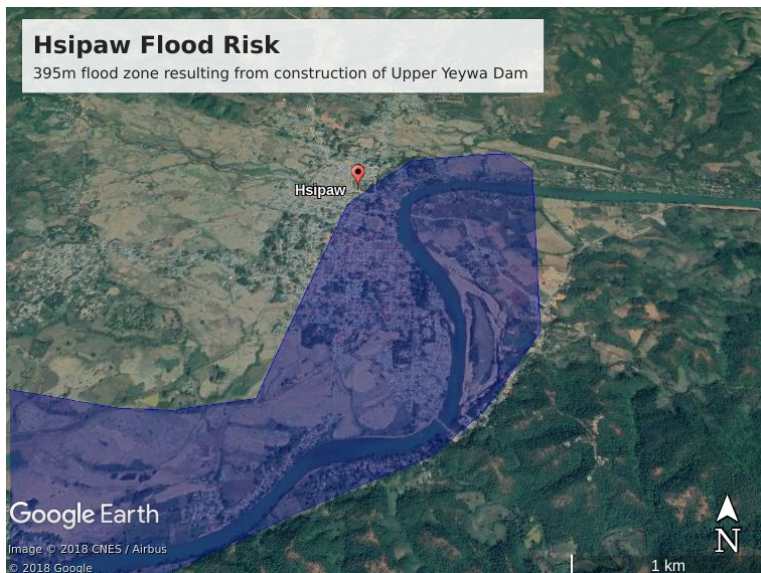 Hsipaw Flood Risk
395m flood zone resulting from construction of Upper Yeywa Dam
Hsipaw
Google Earth
Image © 2018 CNES / Airbus
© 2018 Google
N
1 km